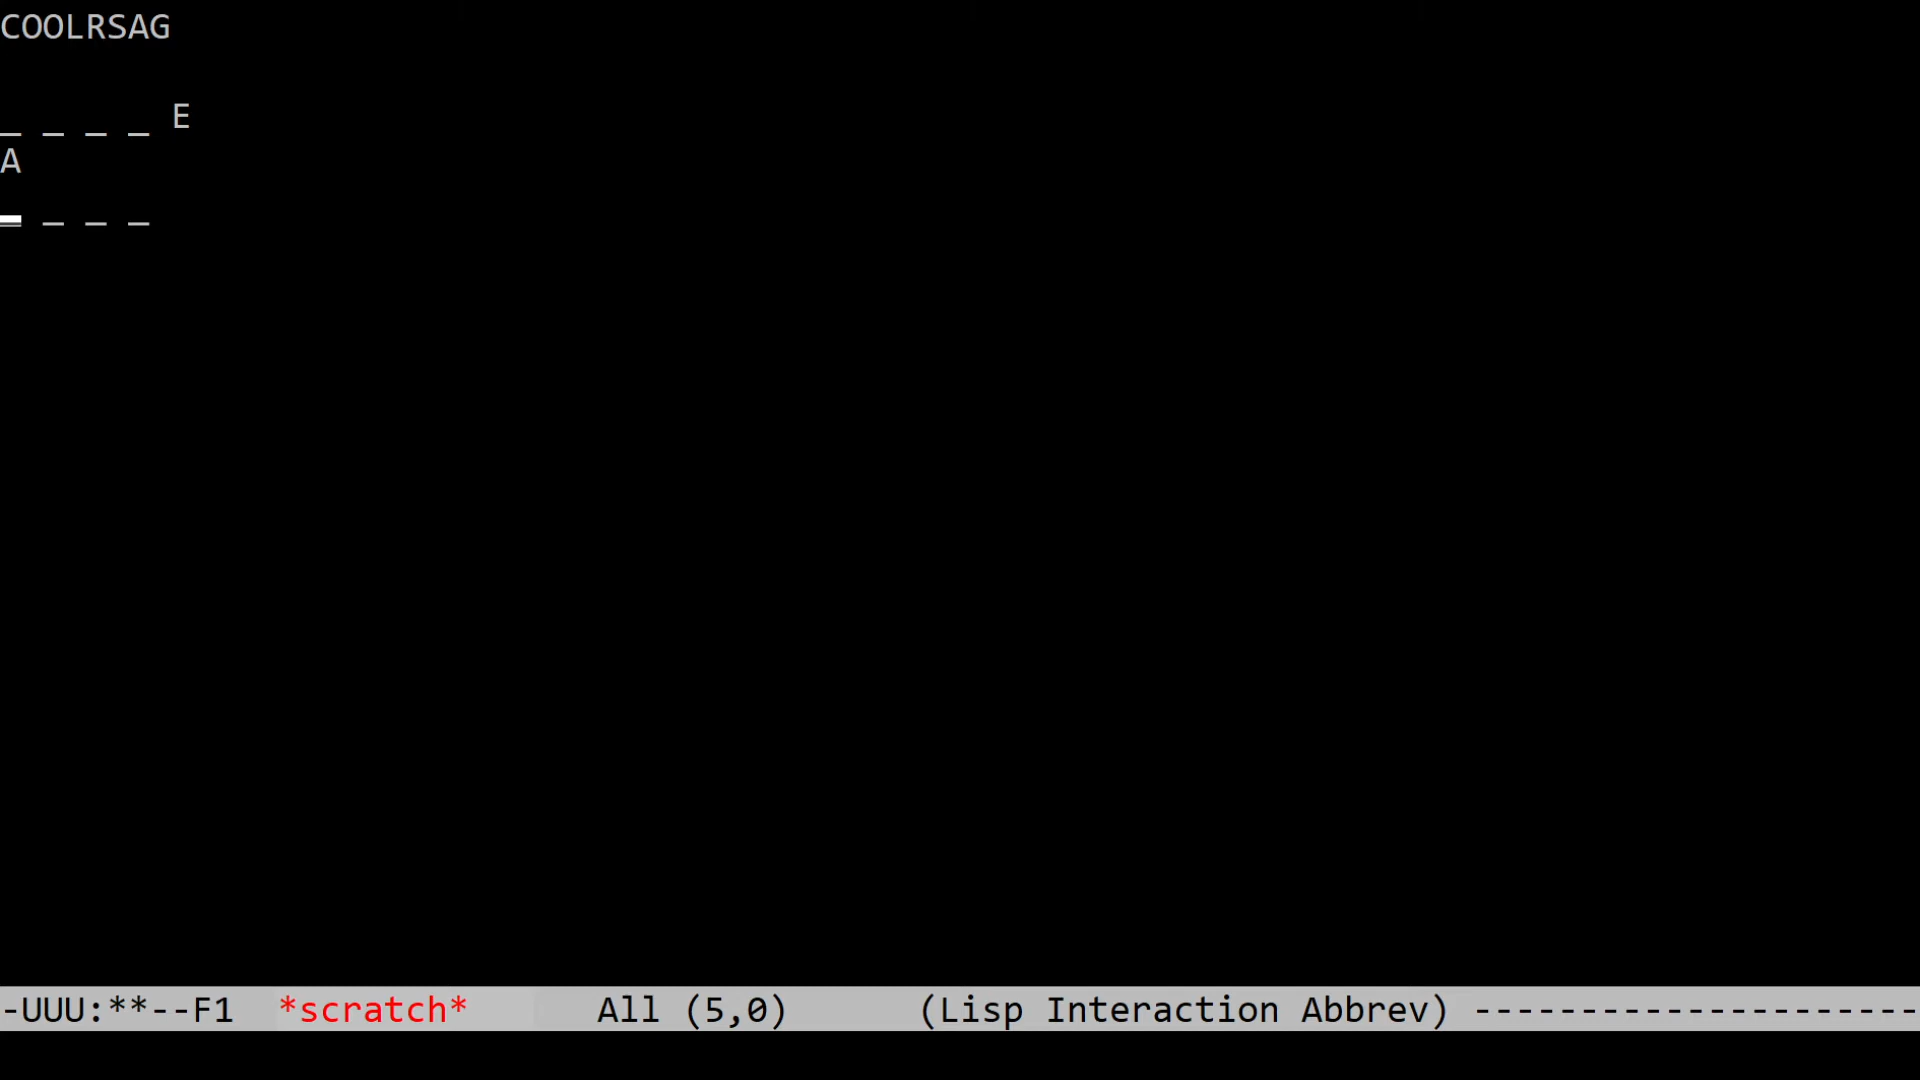 COOLRSAG
_ _ _ _ E
A
_ _ _ _
-UUU:**--F1  *scratch*      All (5,0)      (Lisp Interaction Abbrev) ---------------------